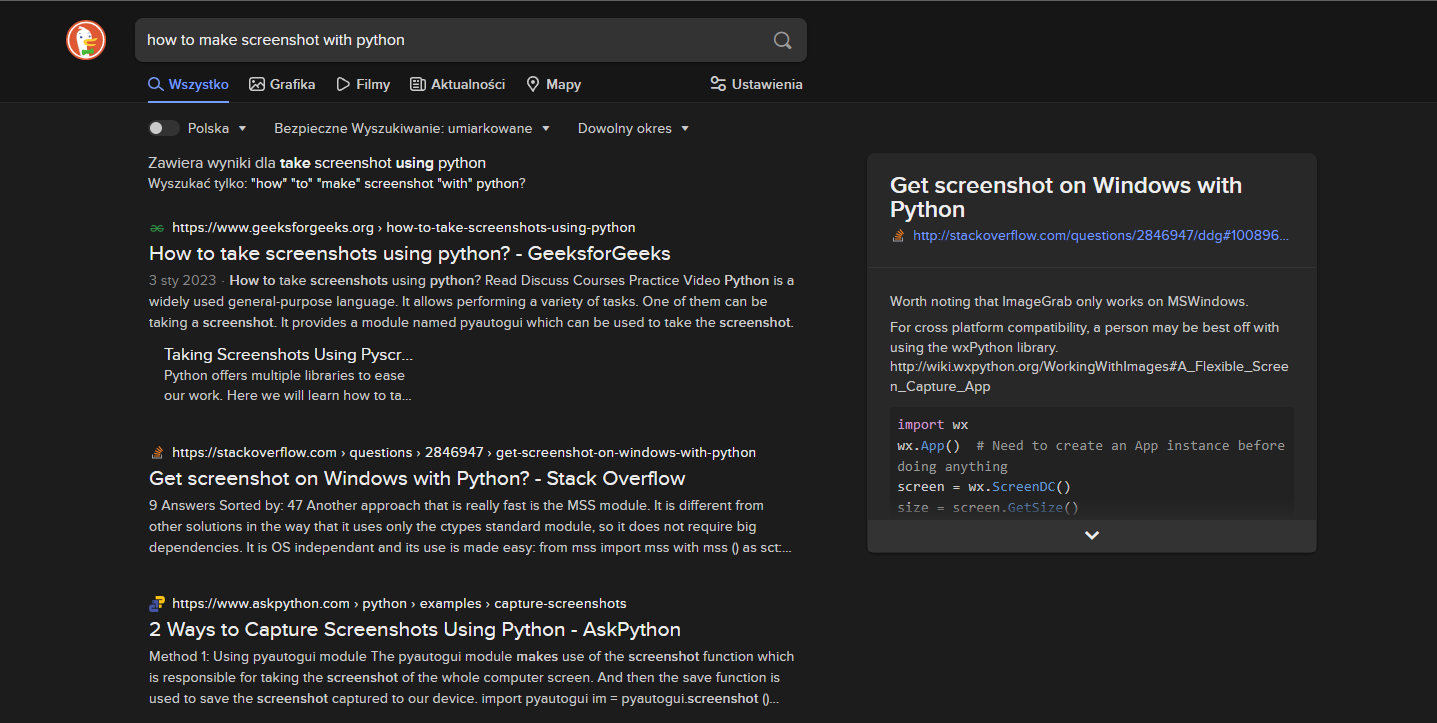 how to make screenshot with python
Wszystko Grafika Filmy Aktualności Mapy Ustawienia
Polska Bezpieczne Wyszukiwanie: umiarkowane Dowolny okres
Zawiera wyniki dla take screenshot using python
Wyszukać tylko: "how" "to" "make" screenshot "with" python?
https://www.geeksforgeeks.org › how-to-take-screenshots-using-python
How to take screenshots using python? - GeeksforGeeks
3 sty 2023 · How to take screenshots using python? Read Discuss Courses Practice Video Python is a
widely used general-purpose language. It allows performing a variety of tasks. One of them can be
taking a screenshot. It provides a module named pyautogui which can be used to take the screenshot.
Taking Screenshots Using Pyscr...
Python offers multiple libraries to ease
our work. Here we will learn how to ta...
https://stackoverflow.com › questions › 2846947 › get-screenshot-on-windows-with-python
Get screenshot on Windows with Python? - Stack Overflow
9 Answers Sorted by: 47 Another approach that is really fast is the MSS module. It is different from
other solutions in the way that it uses only the ctypes standard module, so it does not require big
dependencies. It is OS independant and its use is made easy: from mss import mss with mss () as sct:...
https://www.askpython.com › python › examples › capture-screenshots
2 Ways to Capture Screenshots Using Python - AskPython
Method 1: Using pyautogui module The pyautogui module makes use of the screenshot function which
is responsible for taking the screenshot of the whole computer screen. And then the save function is
used to save the screenshot captured to our device. import pyautogui im = pyautogui.screenshot ()...
Get screenshot on Windows with
Python
http://stackoverflow.com/questions/2846947/ddg#100896...
Worth noting that ImageGrab only works on MSWindows.
For cross platform compatibility, a person may be best off with
using the wxPython library.
http://wiki.wxpython.org/WorkingWithImages#A_Flexible_Scree
n_Capture_App
import wx
wx.App()  # Need to create an App instance before
doing anything
screen = wx.ScreenDC()
size = screen.GetSize()